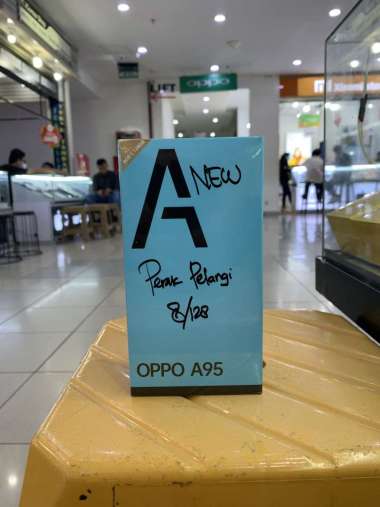 LIFT
oppo
NEW
Perak Pelangi
8/128
OPPO A95